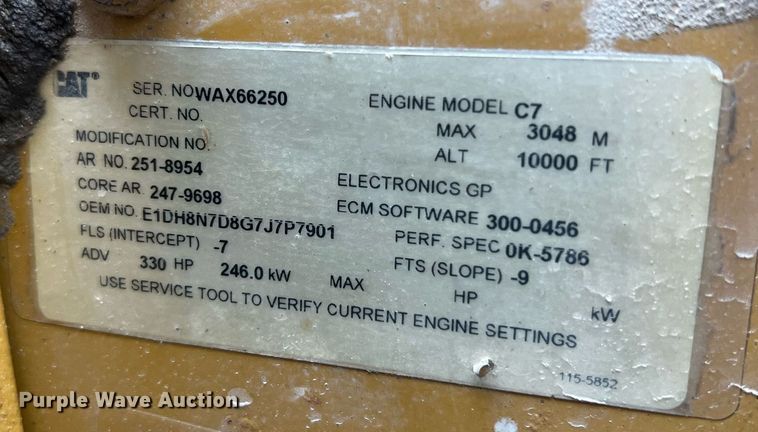 CAT®
SER. NO WAX66250 ENGINE MODEL C7
CERT. NO. MAX 3048 M
MODIFICATION NO. ALT 10000 FT
AR NO. 251-8954
CORE AR. 247-9698 ELECTRONICS GP
OEM NO. E1DH8N7D8G7J7P7901 ECM SOFTWARE 300-0456
FLS (INTERCEPT) -7 PERF. SPEC 0K-5786
ADV 330 HP 246.0 kW MAX FTS (SLOPE) -9
HP kW
USE SERVICE TOOL TO VERIFY CURRENT ENGINE SETTINGS
115-5852
Purple Wave Auction.